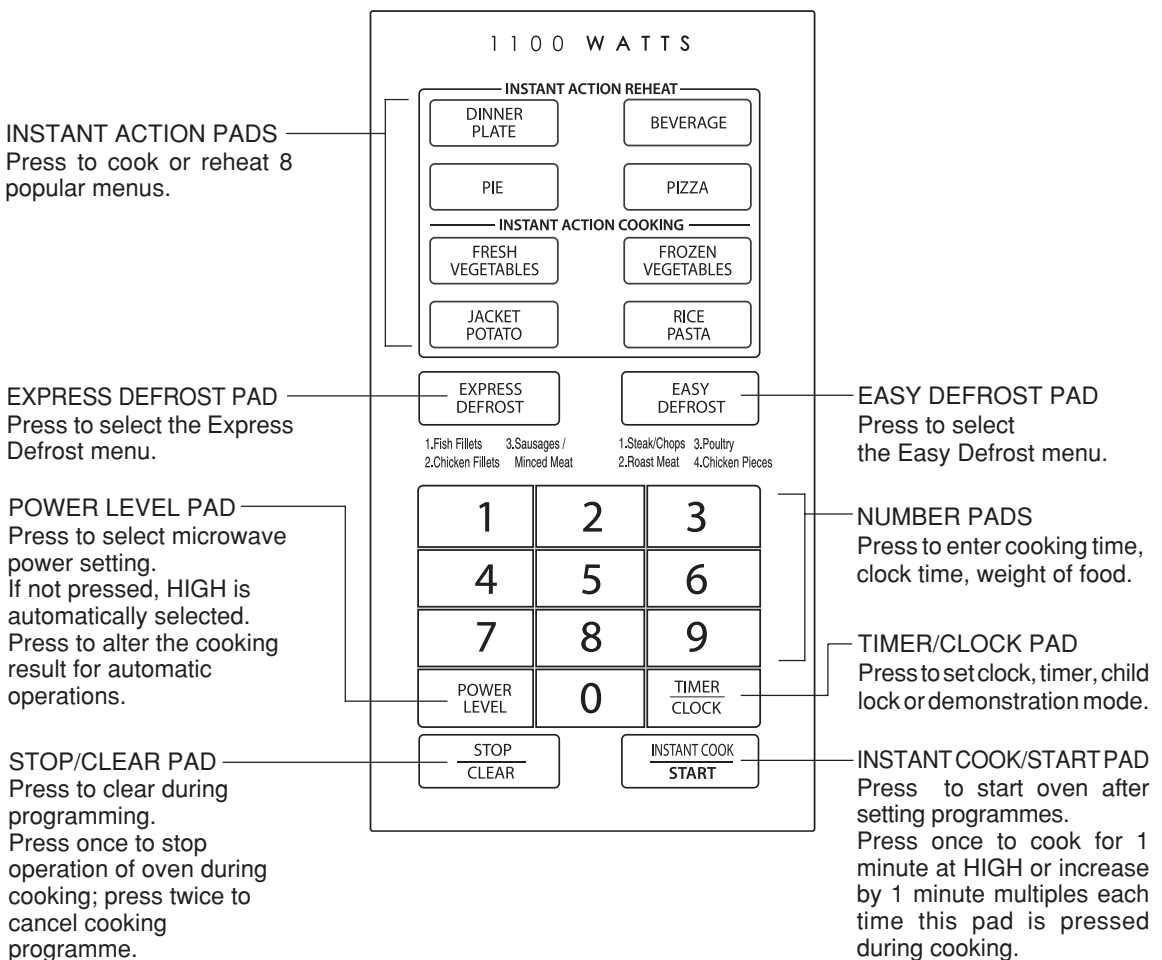 1100 WATTS
INSTANT ACTION REHEAT
DINNER
PLATE
BEVERAGE
PIE
PIZZA
INSTANT ACTION COOKING
FRESH
VEGETABLES
FROZEN
VEGETABLES
JACKET
POTATO
RICE
PASTA
EXPRESS
DEFROST
EASY
DEFROST
1.Fish Fillets 3.Sausages /
2.Chicken Fillets Minced Meat
1.Steak/Chops 3.Poultry
2.Roast Meat 4.Chicken Pieces
1 2 3
4 5 6
7 8 9
POWER
LEVEL
0
TIMER
CLOCK
STOP
CLEAR
INSTANT COOK
START
INSTANT ACTION PADS
Press to cook or reheat 8
popular menus.
EXPRESS DEFROST PAD
Press to select the Express
Defrost menu.
POWER LEVEL PAD
Press to select microwave
power setting.
If not pressed, HIGH is
automatically selected.
Press to alter the cooking
result for automatic
operations.
STOP/CLEAR PAD
Press to clear during
programming.
Press once to stop
operation of oven during
cooking; press twice to
cancel cooking
programme.
EASY DEFROST PAD
Press to select
the Easy Defrost menu.
NUMBER PADS
Press to enter cooking time,
clock time, weight of food.
TIMER/CLOCK PAD
Press to set clock, timer, child
lock or demonstration mode.
INSTANT COOK/START PAD
Press to start oven after
setting programmes.
Press once to cook for 1
minute at HIGH or increase
by 1 minute multiples each
time this pad is pressed
during cooking.